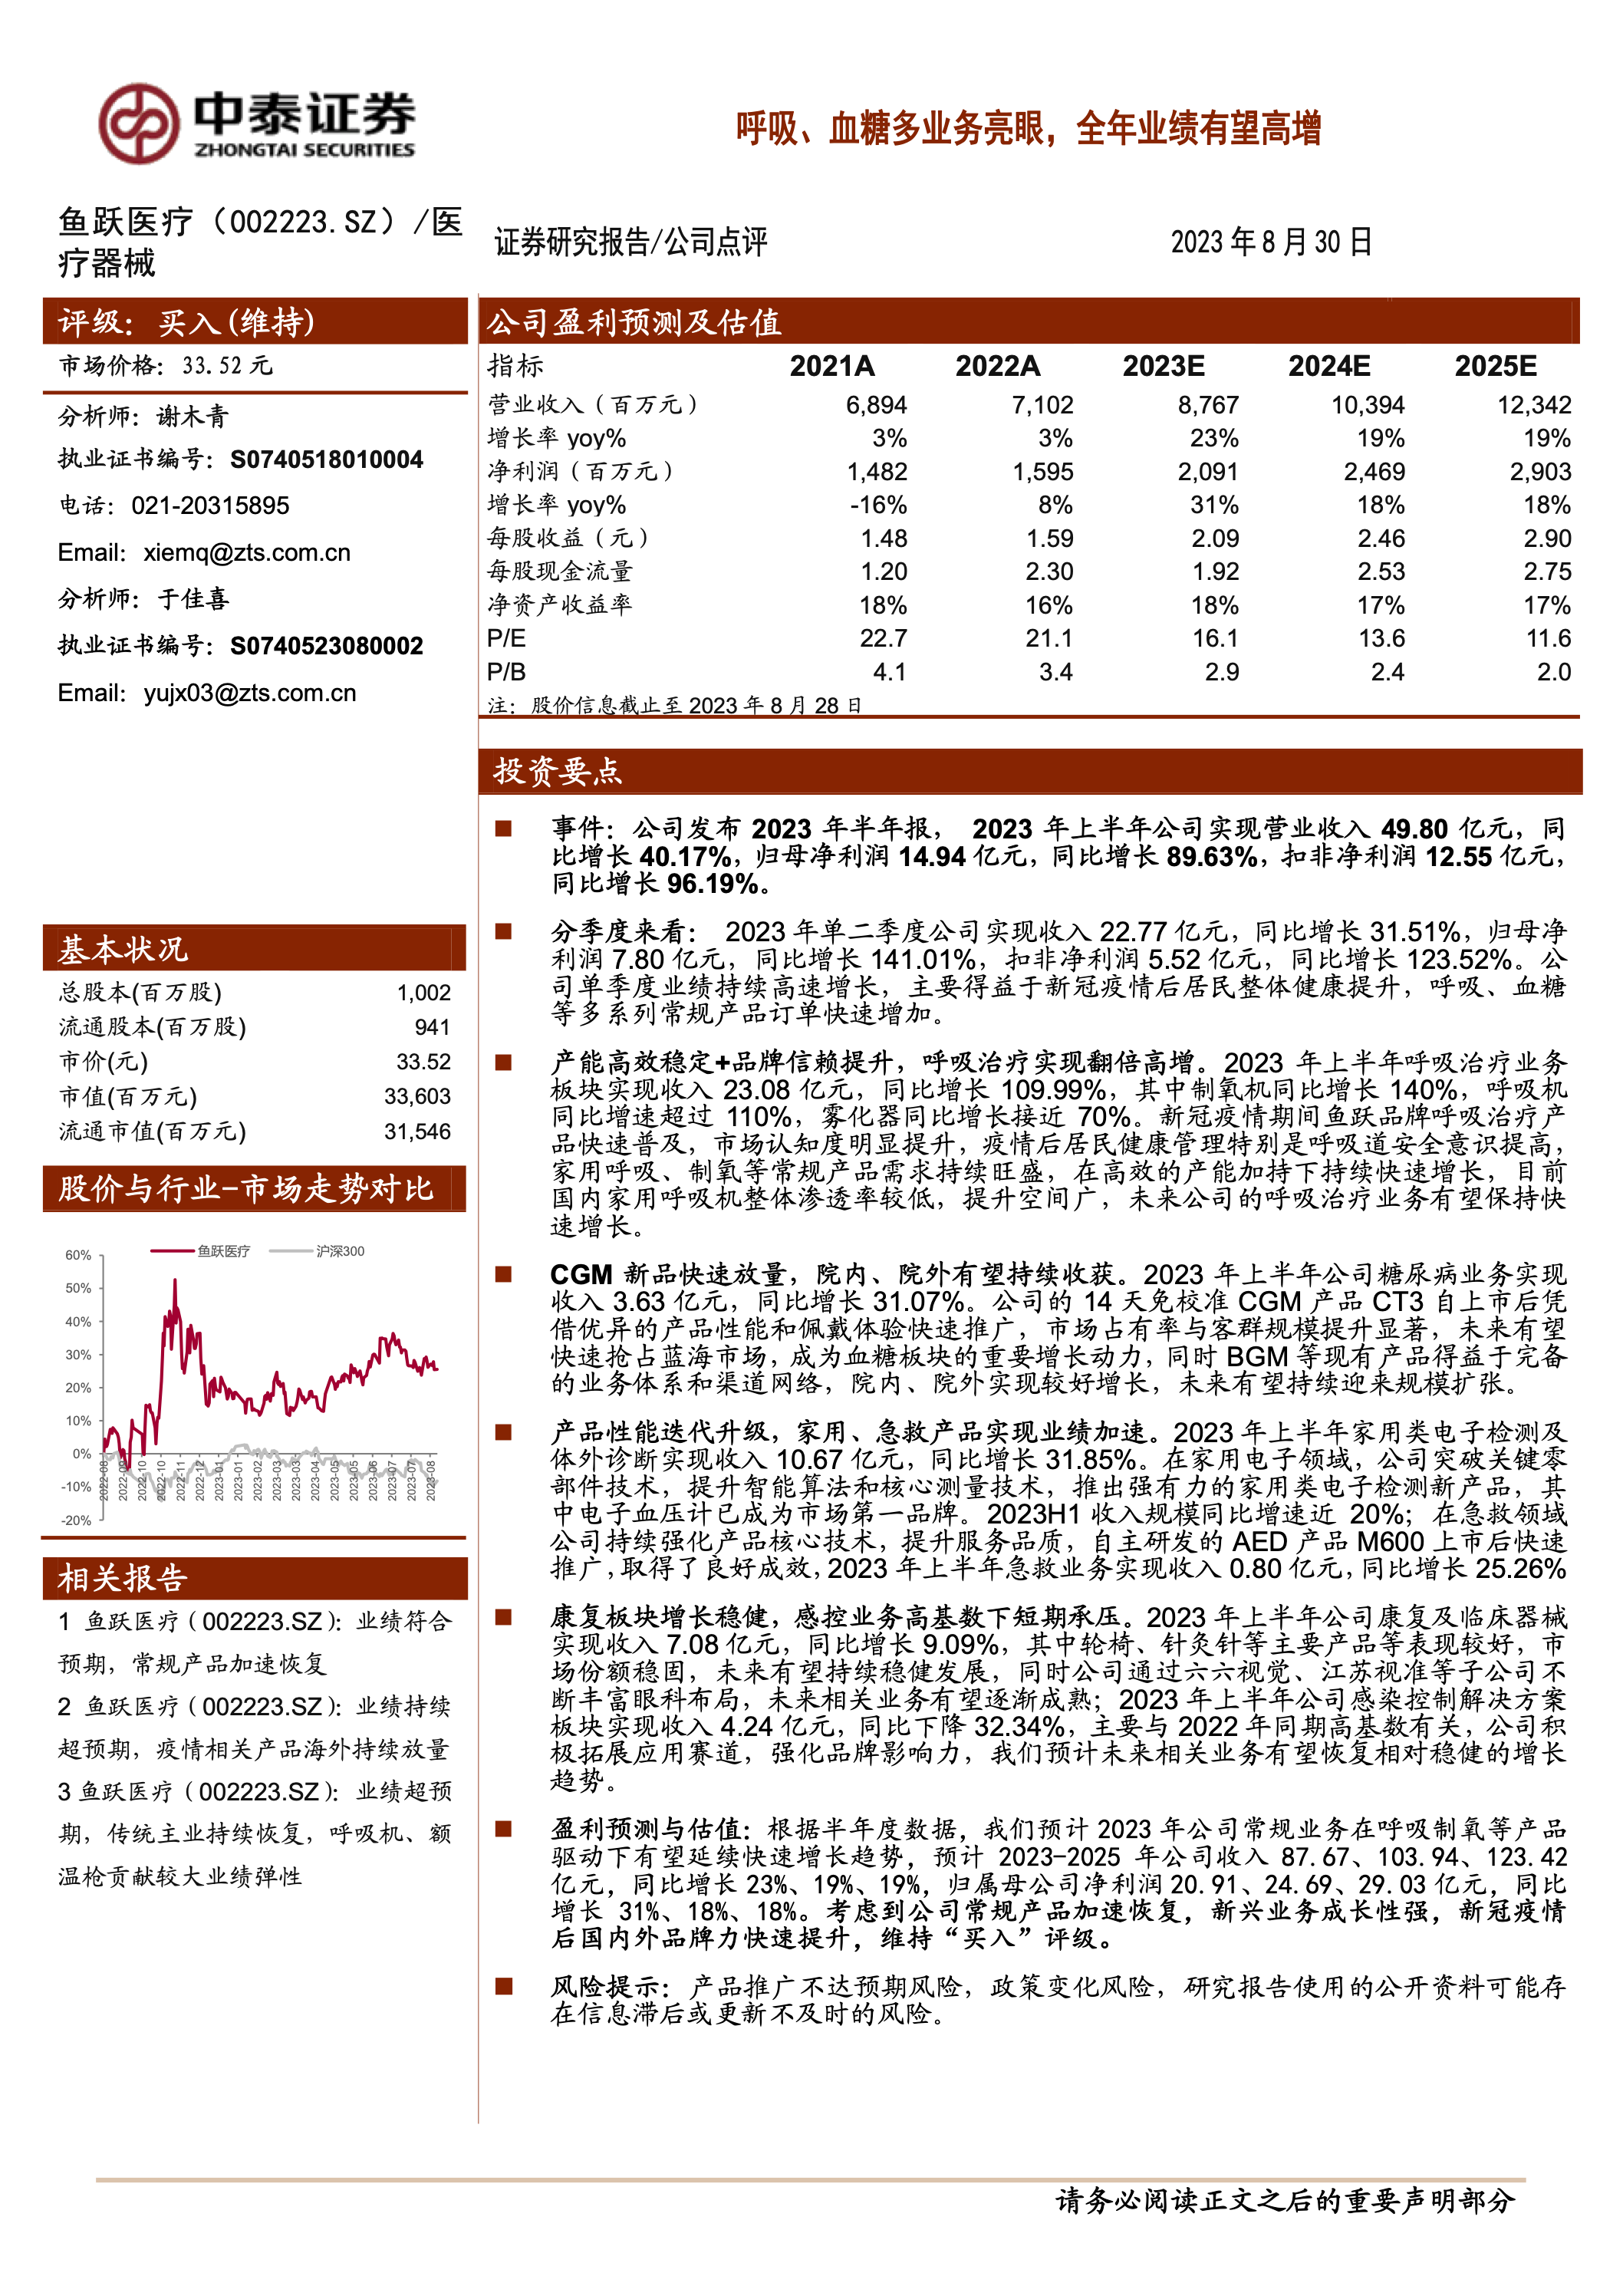 中泰证券
ZHONGTAI SECURITIES
呼吸、血糖多业务亮眼，全年业绩有望高增
鱼跃医疗（002223.SZ）/医
疗器械
证券研究报告/公司点评
2023 年 8 月 30 日
评级：买入(维持)
市场价格：33.52 元
分析师：谢木青
执业证书编号：S0740518010004
电话：021-20315895
Email：xiemq@zts.com.cn
分析师：于佳喜
执业证书编号：S0740523080002
Email：yujx03@zts.com.cn
基本状况
总股本(百万股) 1,002
流通股本(百万股) 941
市价(元) 33.52
市值(百万元) 33,603
流通市值(百万元) 31,546
股价与行业-市场走势对比
鱼跃医疗 沪深300
60%
50%
40%
30%
20%
10%
0%
-10%
-20%
2022-08 2022-09 2022-10 2022-10 2022-11 2022-12 2023-01 2023-01 2023-02 2023-03 2023-03 2023-04 2023-05 2023-05 2023-06 2023-07 2023-07 2023-08
相关报告
1 鱼跃医疗（002223.SZ）：业绩符合
预期，常规产品加速恢复
2 鱼跃医疗（002223.SZ）：业绩持续
超预期，疫情相关产品海外持续放量
3 鱼跃医疗（002223.SZ）：业绩超预
期，传统主业持续恢复，呼吸机、额
温枪贡献较大业绩弹性
公司盈利预测及估值
指标 2021A 2022A 2023E 2024E 2025E
营业收入（百万元） 6,894 7,102 8,767 10,394 12,342
增长率 yoy% 3% 3% 23% 19% 19%
净利润（百万元） 1,482 1,595 2,091 2,469 2,903
增长率 yoy% -16% 8% 31% 18% 18%
每股收益（元） 1.48 1.59 2.09 2.46 2.90
每股现金流量 1.20 2.30 1.92 2.53 2.75
净资产收益率 18% 16% 18% 17% 17%
P/E 22.7 21.1 16.1 13.6 11.6
P/B 4.1 3.4 2.9 2.4 2.0
注：股价信息截止至 2023 年 8 月 28 日
投资要点
■ 事件：公司发布 2023 年半年报， 2023 年上半年公司实现营业收入 49.80 亿元，同
比增长 40.17%，归母净利润 14.94 亿元，同比增长 89.63%，扣非净利润 12.55 亿元，
同比增长 96.19%。
■ 分季度来看： 2023 年单二季度公司实现收入 22.77 亿元，同比增长 31.51%，归母净
利润 7.80 亿元，同比增长 141.01%，扣非净利润 5.52 亿元，同比增长 123.52%。公
司单季度业绩持续高速增长，主要得益于新冠疫情后居民整体健康提升，呼吸、血糖
等多系列常规产品订单快速增加。
■ 产能高效稳定+品牌信赖提升，呼吸治疗实现翻倍高增。2023 年上半年呼吸治疗业务
板块实现收入 23.08 亿元，同比增长 109.99%，其中制氧机同比增长 140%，呼吸机
同比增速超过 110%，雾化器同比增长接近 70%。新冠疫情期间鱼跃品牌呼吸治疗产
品快速普及，市场认知度明显提升，疫情后居民健康管理特别是呼吸道安全意识提高，
家用呼吸、制氧等常规产品需求持续旺盛，在高效的产能加持下持续快速增长，目前
国内家用呼吸机整体渗透率较低，提升空间广，未来公司的呼吸治疗业务有望保持快
速增长。
■ CGM 新品快速放量，院内、院外有望持续收获。2023 年上半年公司糖尿病业务实现
收入 3.63 亿元，同比增长 31.07%。公司的 14 天免校准 CGM 产品 CT3 自上市后凭
借优异的产品性能和佩戴体验快速推广，市场占有率与客群规模提升显著，未来有望
快速抢占蓝海市场，成为血糖板块的重要增长动力，同时 BGM 等现有产品得益于完备
的业务体系和渠道网络，院内、院外实现较好增长，未来有望持续迎来规模扩张。
■ 产品性能迭代升级，家用、急救产品实现业绩加速。2023 年上半年家用类电子检测及
体外诊断实现收入 10.67 亿元，同比增长 31.85%。在家用电子领域，公司突破关键零
部件技术，提升智能算法和核心测量技术，推出强有力的家用类电子检测新产品，其
中电子血压计已成为市场第一品牌。2023H1 收入规模同比增速近 20%；在急救领域
公司持续强化产品核心技术，提升服务品质，自主研发的 AED 产品 M600 上市后快速
推广，取得了良好成效，2023 年上半年急救业务实现收入 0.80 亿元，同比增长 25.26%
■ 康复板块增长稳健，感控业务高基数下短期承压。2023 年上半年公司康复及临床器械
实现收入 7.08 亿元，同比增长 9.09%，其中轮椅、针灸针等主要产品等表现较好，市
场份额稳固，未来有望持续稳健发展，同时公司通过六六视觉、江苏视准等子公司不
断丰富眼科布局，未来相关业务有望逐渐成熟；2023 年上半年公司感染控制解决方案
板块实现收入 4.24 亿元，同比下降 32.34%，主要与 2022 年同期高基数有关，公司积
极拓展应用赛道，强化品牌影响力，我们预计未来相关业务有望恢复相对稳健的增长
趋势。
■ 盈利预测与估值：根据半年度数据，我们预计 2023 年公司常规业务在呼吸制氧等产品
驱动下有望延续快速增长趋势，预计 2023-2025 年公司收入 87.67、103.94、123.42
亿元，同比增长 23%、19%、19%，归属母公司净利润 20.91、24.69、29.03 亿元，同比
增长 31%、18%、18%。考虑到公司常规产品加速恢复，新兴业务成长性强，新冠疫情
后国内外品牌力快速提升，维持“买入”评级。
■ 风险提示：产品推广不达预期风险，政策变化风险，研究报告使用的公开资料可能存
在信息滞后或更新不及时的风险。
请务必阅读正文之后的重要声明部分